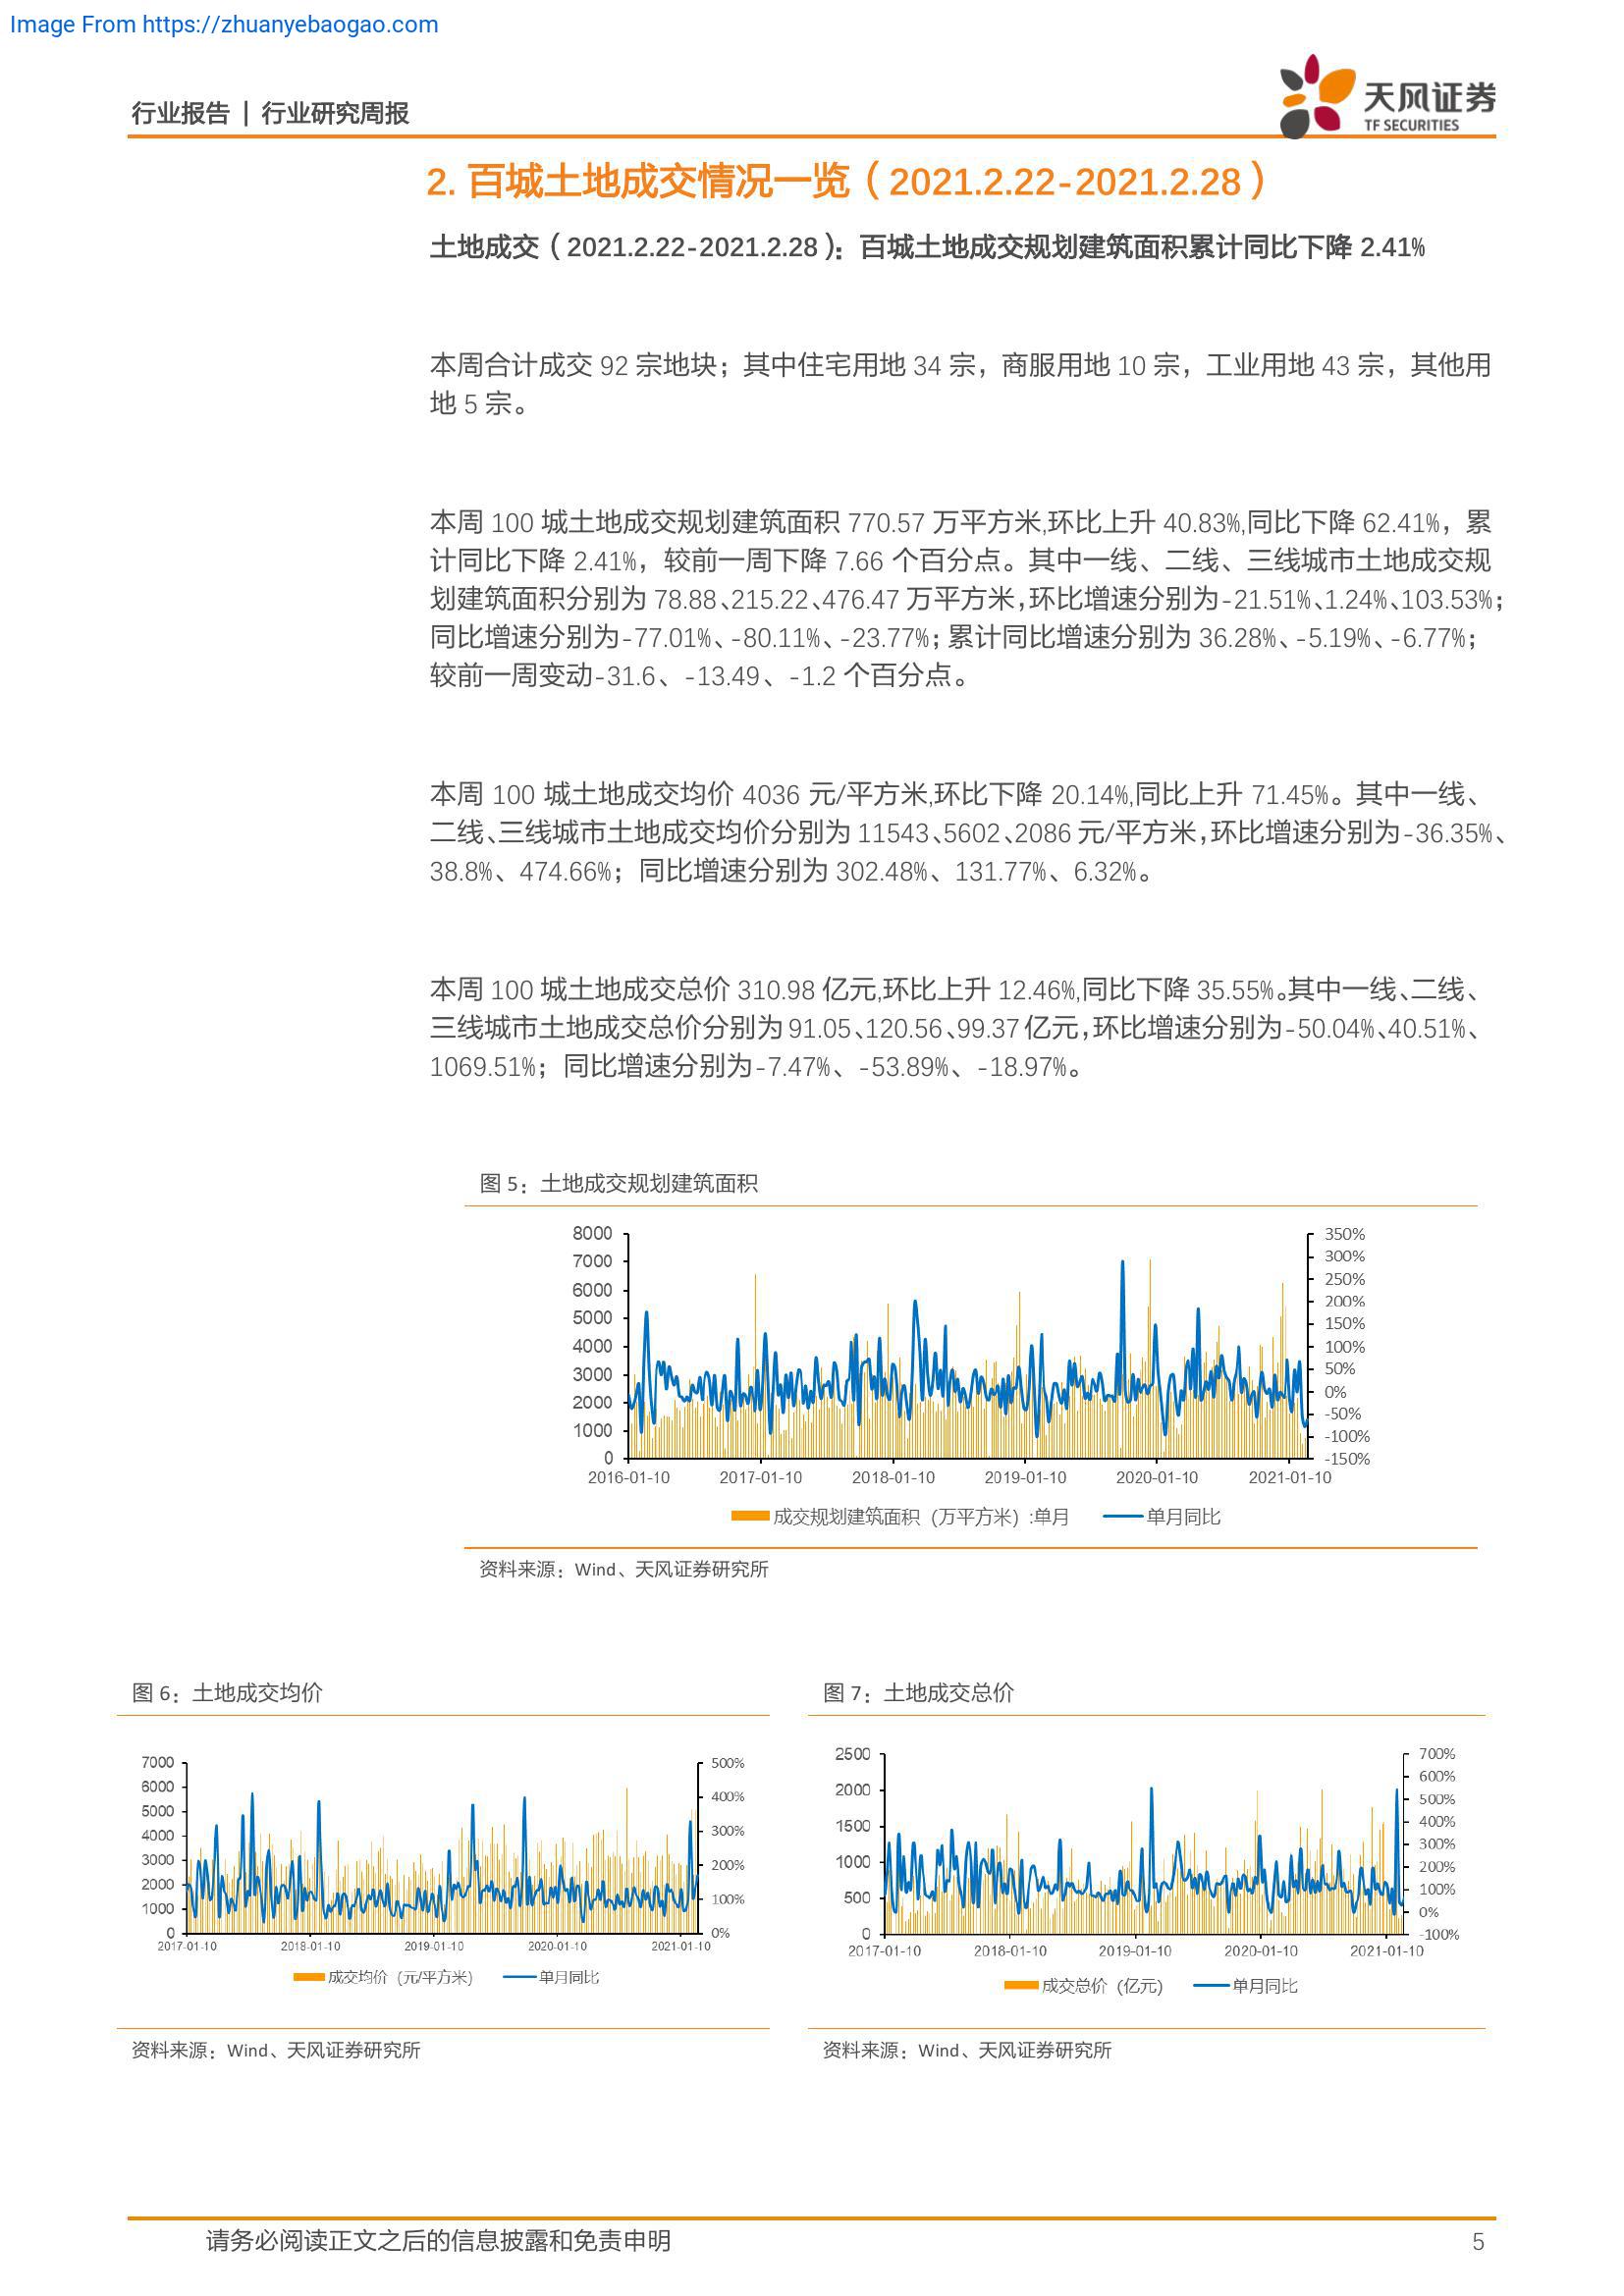 Image From https://zhuanyebaogao.com
行业报告 | 行业研究周报
天风证券
TF SECURITIES
2. 百城土地成交情况一览（2021.2.22-2021.2.28）
土地成交（2021.2.22-2021.2.28）：百城土地成交规划建筑面积累计同比下降 2.41%
本周合计成交 92 宗地块；其中住宅用地 34 宗，商服用地 10 宗，工业用地 43 宗，其他用
地 5 宗。
本周 100 城土地成交规划建筑面积 770.57 万平方米,环比上升 40.83%,同比下降 62.41%，累
计同比下降 2.41%，较前一周下降 7.66 个百分点。其中一线、二线、三线城市土地成交规
划建筑面积分别为 78.88、215.22、476.47 万平方米，环比增速分别为-21.51%、1.24%、103.53%；
同比增速分别为-77.01%、-80.11%、-23.77%；累计同比增速分别为 36.28%、-5.19%、-6.77%；
较前一周变动-31.6、-13.49、-1.2 个百分点。
本周 100 城土地成交均价 4036 元/平方米,环比下降 20.14%,同比上升 71.45%。其中一线、
二线、三线城市土地成交均价分别为 11543、5602、2086 元/平方米，环比增速分别为-36.35%、
38.8%、474.66%；同比增速分别为 302.48%、131.77%、6.32%。
本周 100 城土地成交总价 310.98 亿元,环比上升 12.46%,同比下降 35.55%。其中一线、二线、
三线城市土地成交总价分别为 91.05、120.56、99.37 亿元，环比增速分别为-50.04%、40.51%、
1069.51%；同比增速分别为-7.47%、-53.89%、-18.97%。
图 5：土地成交规划建筑面积
8000
7000
6000
5000
4000
3000
2000
1000
0
350%
300%
250%
200%
150%
100%
50%
0%
-50%
-100%
-150%
2016-01-10 2017-01-10 2018-01-10 2019-01-10 2020-01-10 2021-01-10
成交规划建筑面积（万平方米）:单月 单月同比
资料来源：Wind、天风证券研究所
图 6：土地成交均价
7000
6000
5000
4000
3000
2000
1000
0
500%
400%
300%
200%
100%
0%
2017-01-10 2018-01-10 2019-01-10 2020-01-10 2021-01-10
成交均价（元/平方米） 单月同比
资料来源：Wind、天风证券研究所
图 7：土地成交总价
2500
2000
1500
1000
500
0
700%
600%
500%
400%
300%
200%
100%
0%
-100%
2017-01-10 2018-01-10 2019-01-10 2020-01-10 2021-01-10
成交总价（亿元） 单月同比
资料来源：Wind、天风证券研究所
请务必阅读正文之后的信息披露和免责申明 5